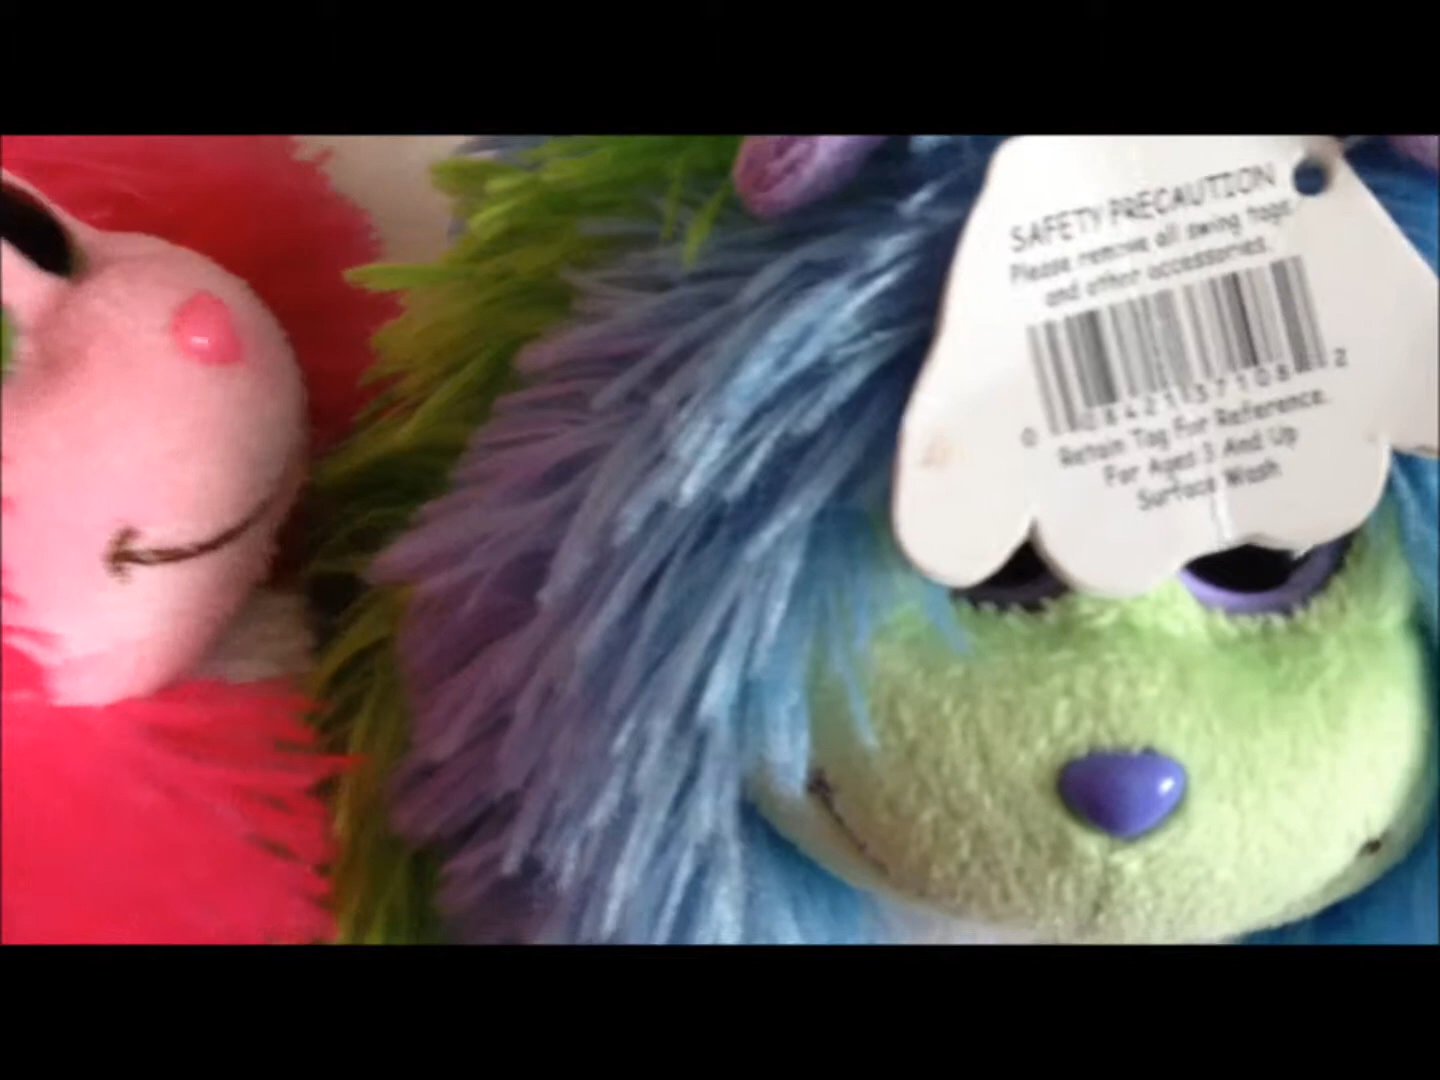 SAFETY PRECAUTION
Please remove all swing tags
and other accessories.
Retain Tag For Reference.
For Ages 3 And Up
Surface Wash